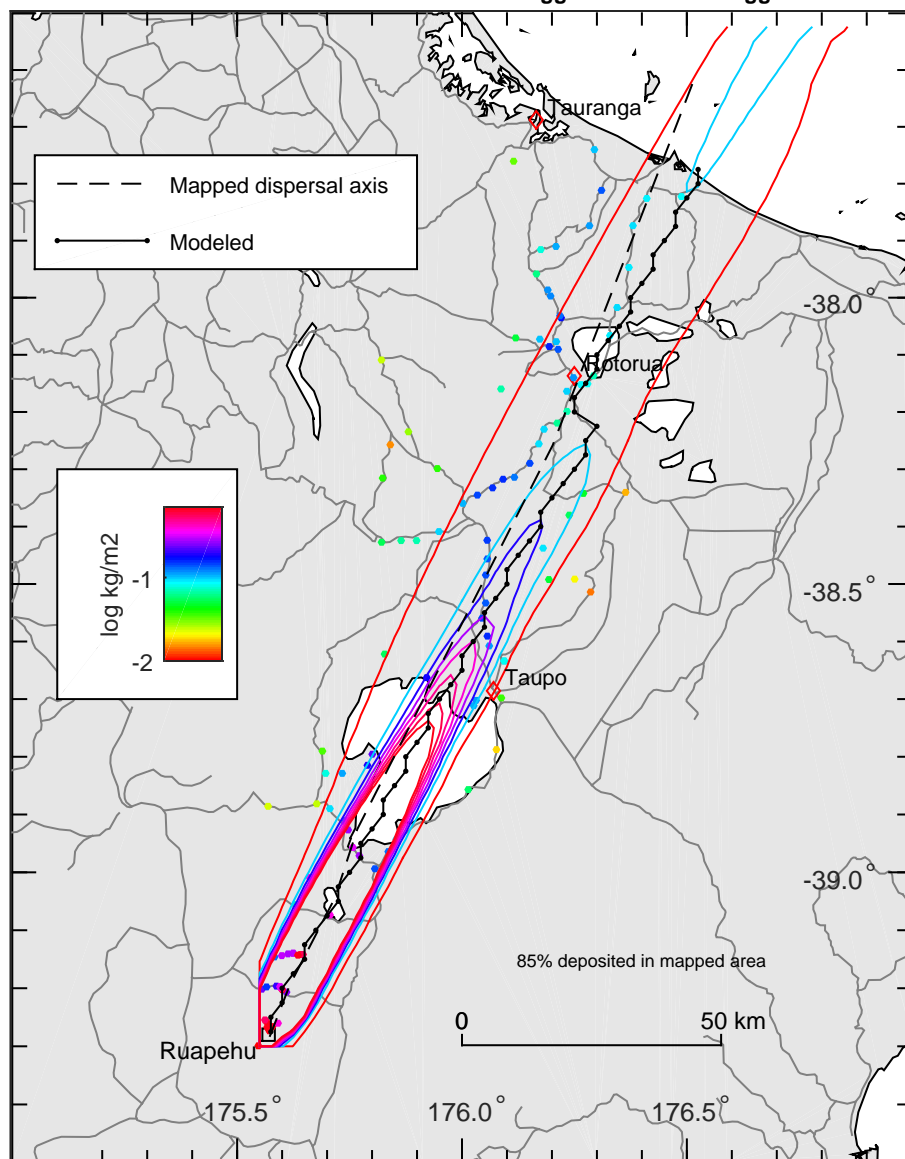 Tauranga
Mapped dispersal axis
Modeled
-38.0°
Rotorua
log kg/m2
-1
-2
-38.5°
Taupo
-39.0°
85% deposited in mapped area
0 50 km
Ruapehu
175.5° 176.0° 176.5°